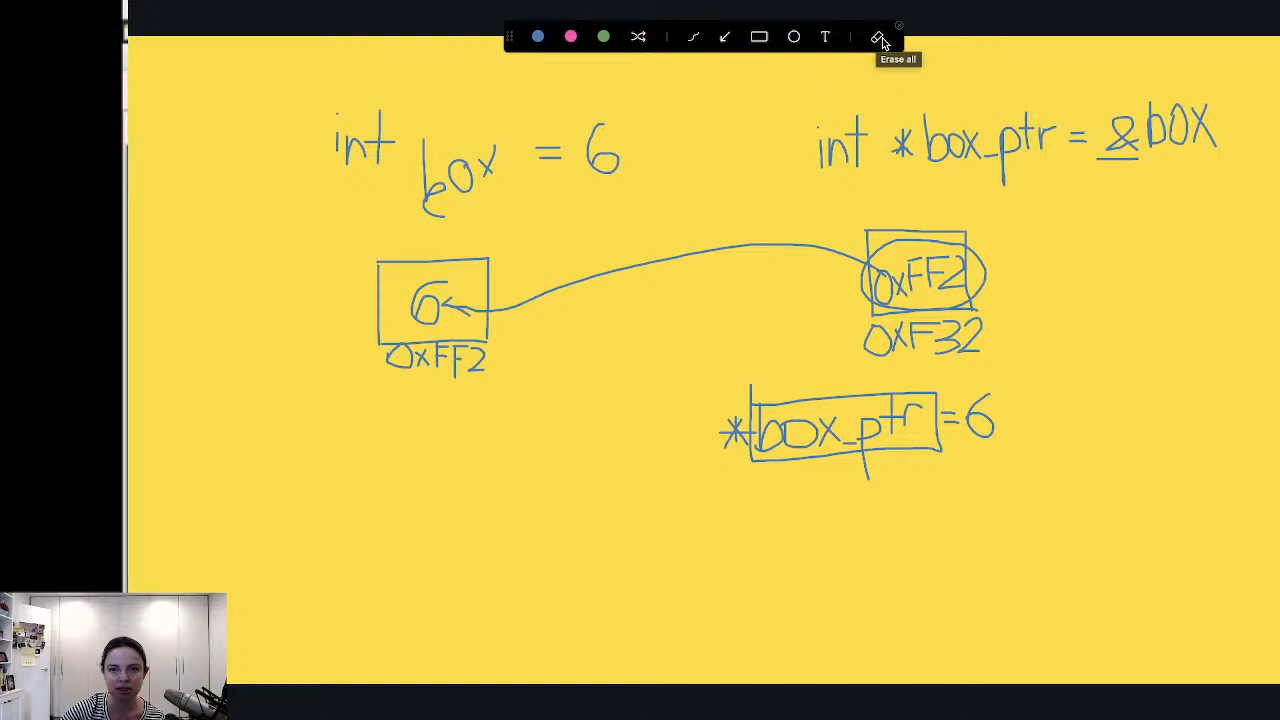 T
Erase all
int box = 6
int *box_ptr = &box
6
0xFF2
0xFF2
0xF32
*box_ptr = 6